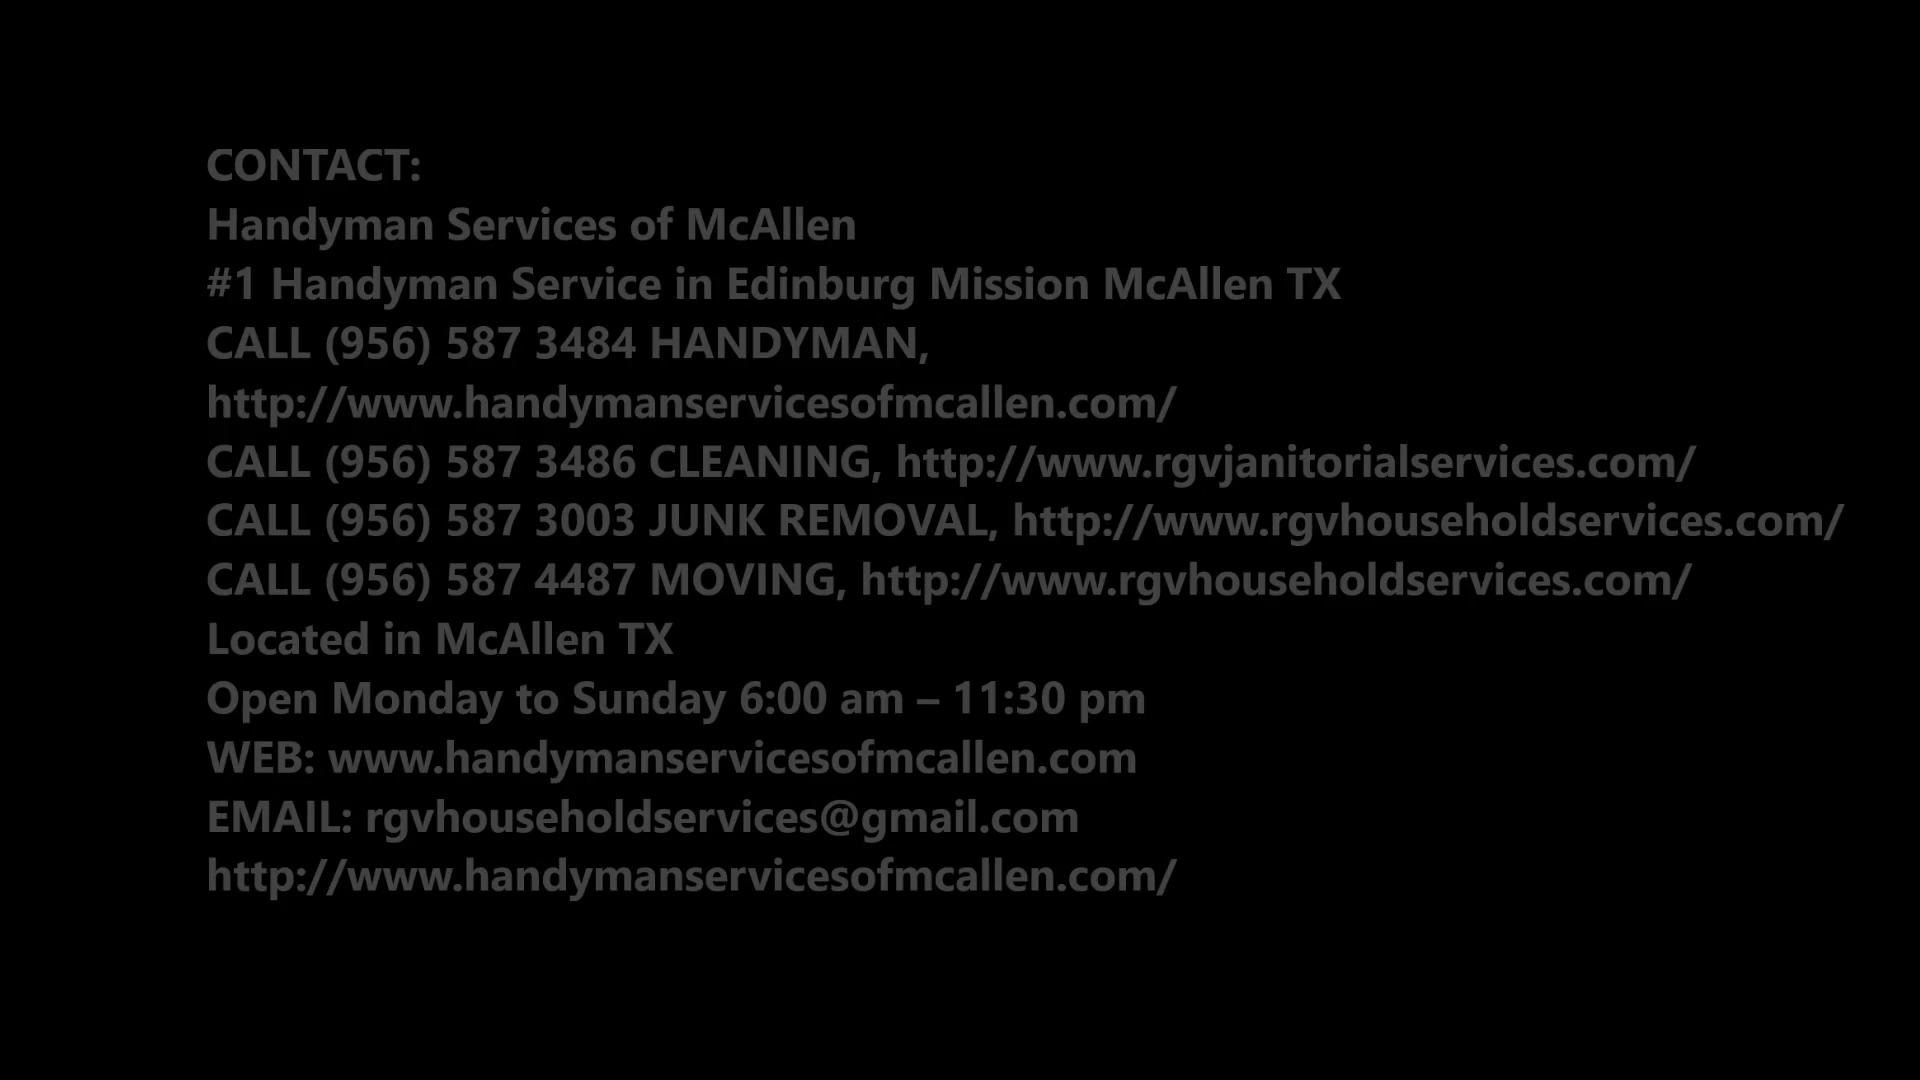 CONTACT:
Handyman Services of McAllen
#1 Handyman Service in Edinburg Mission McAllen TX
CALL (956) 587 3484 HANDYMAN,
http://www.handymanservicesofmcallen.com/
CALL (956) 587 3486 CLEANING, http://www.rgvjanitorialservices.com/
CALL (956) 587 3003 JUNK REMOVAL, http://www.rgvhouseholdservices.com/
CALL (956) 587 4487 MOVING, http://www.rgvhouseholdservices.com/
Located in McAllen TX
Open Monday to Sunday 6:00 am – 11:30 pm
WEB: www.handymanservicesofmcallen.com
EMAIL: rgvhouseholdservices@gmail.com
http://www.handymanservicesofmcallen.com/